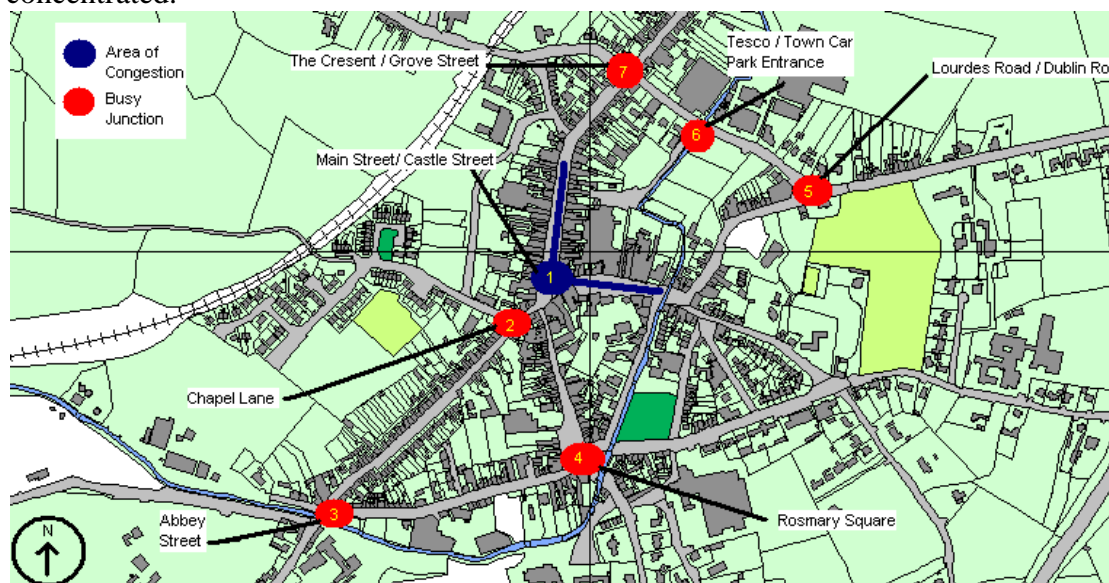 concentrated.
Area of
Congestion
Busy
Junction
The Cresent / Grove Street
Tesco / Town Car
Park Entrance
Lourdes Road / Dublin Ro
Main Street/ Castle Street
7
6
5
1
2
Chapel Lane
4
3
Abbey
Street
Rosmary Square
N